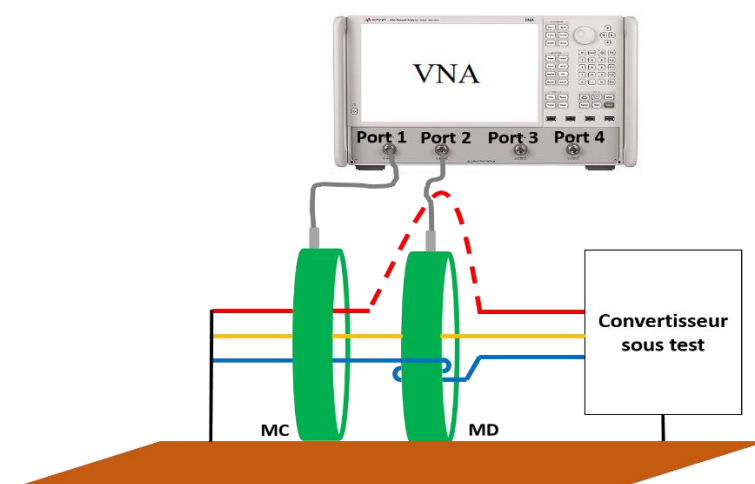 VNA
Port 1 Port 2 Port 3 Port 4
Convertisseur
sous test
MC
MD